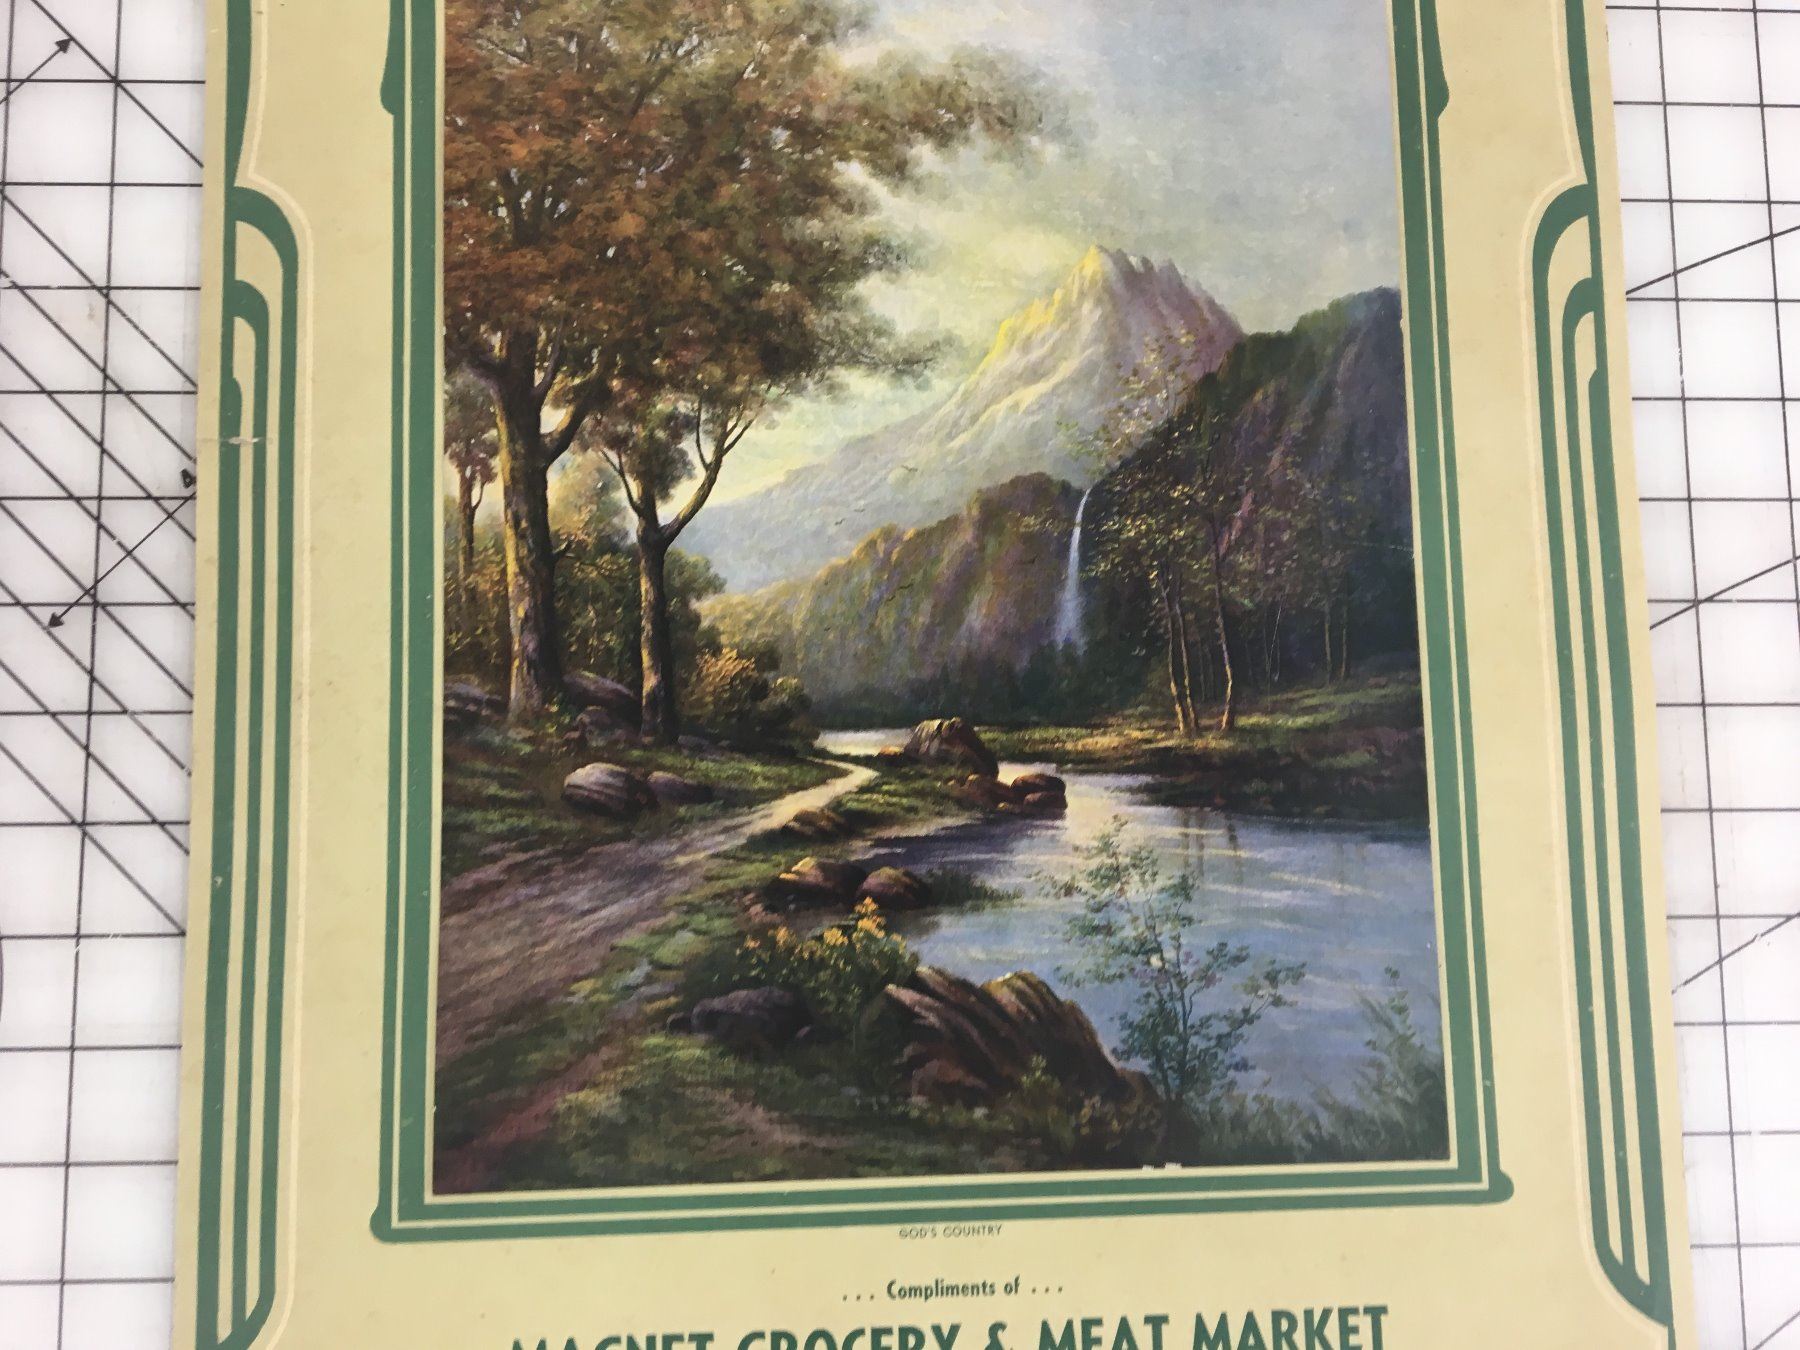 GOD'S COUNTRY
. . . Compliments of . . .
MAGNET GROCERY & MEAT MARKET